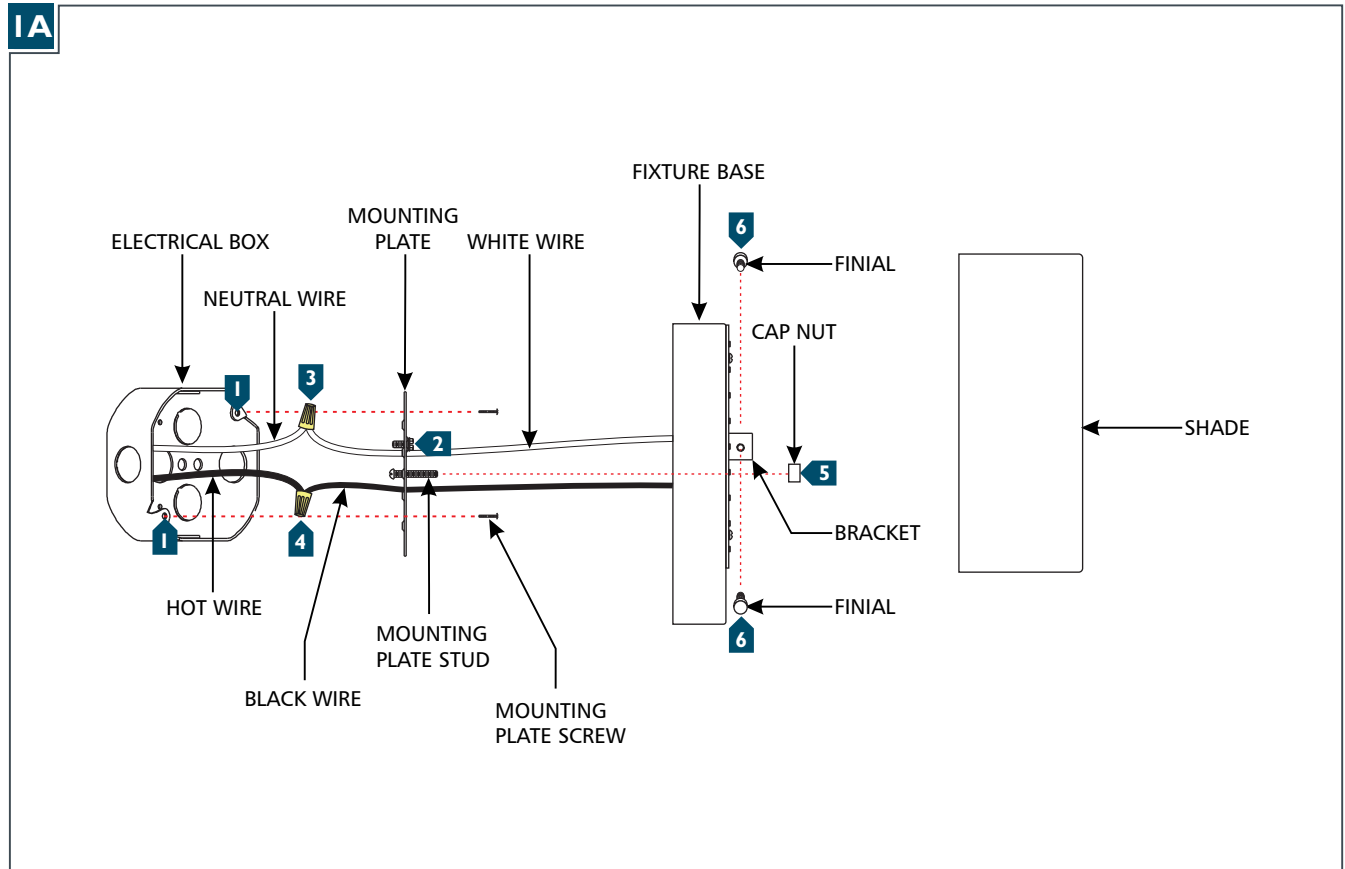 1A
FIXTURE BASE
6
MOUNTING
PLATE
ELECTRICAL BOX
WHITE WIRE
FINIAL
NEUTRAL WIRE
CAP NUT
3
1
2
SHADE
5
1
4
BRACKET
HOT WIRE
FINIAL
MOUNTING
PLATE STUD
6
BLACK WIRE
MOUNTING
PLATE SCREW